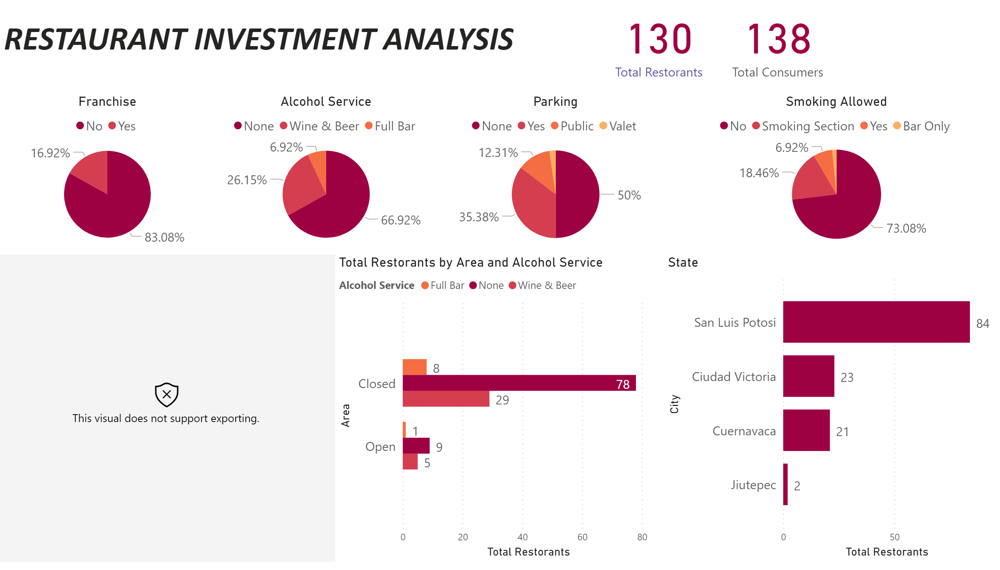 RESTAURANT INVESTMENT ANALYSIS
130
Total Restorants
138
Total Consumers
Franchise
No Yes
16.92%
83.08%
Alcohol Service
None Wine & Beer Full Bar
6.92%
26.15%
66.92%
Parking
None Yes Public Valet
12.31%
35.38%
50%
Smoking Allowed
No Smoking Section Yes Bar Only
6.92%
18.46%
73.08%
This visual does not support exporting.
Total Restorants by Area and Alcohol Service
Alcohol Service Full Bar None Wine & Beer
Area
Closed
8
78
29
Open
1
9
5
0 20 40 60 80
Total Restorants
State
City
San Luis Potosi 84
Ciudad Victoria 23
Cuernavaca 21
Jiutepec 2
0 50
Total Restorants